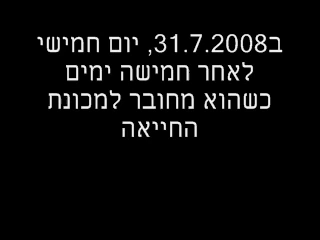 ב31.7.2008, יום חמישי
לאחר חמישה ימים
כשהוא מחובר למכונת
החייאה